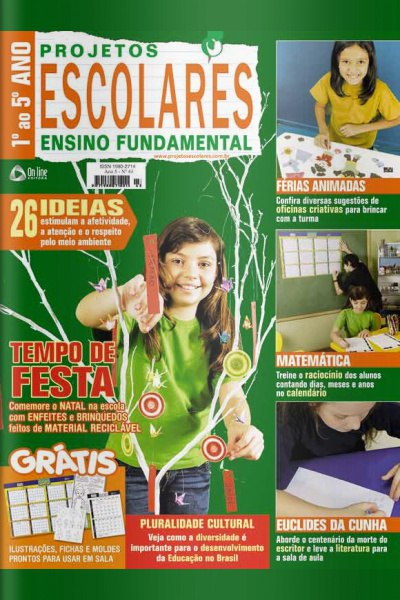 1º ao 5º ANO
PROJETOS
ESCOLARES
ENSINO FUNDAMENTAL
www.projetosescolares.com.br
On line
EDITORA
ISSN 1980-2714
26 IDEIAS
estimulam a afetividade,
a atenção e o respeito
pelo meio ambiente
TEMPO DE
FESTA
Comemore o NATAL na escola
com ENFEITES e BRINQUEDOS
feitos de MATERIAL RECICLÁVEL
GRÁTIS
ILUSTRAÇÕES, FICHAS E MOLDES
PRONTOS PARA USAR EM SALA
PLURALIDADE CULTURAL
Veja como a diversidade é
importante para o desenvolvimento
da Educação no Brasil
FÉRIAS ANIMADAS
Confira diversas sugestões de
oficinas criativas para brincar
com a turma
MATEMÁTICA
Treine o raciocínio dos alunos
contando dias, meses e anos
no calendário
EUCLIDES DA CUNHA
Aborde o centenário da morte do
escritor e leve a literatura para
a sala de aula